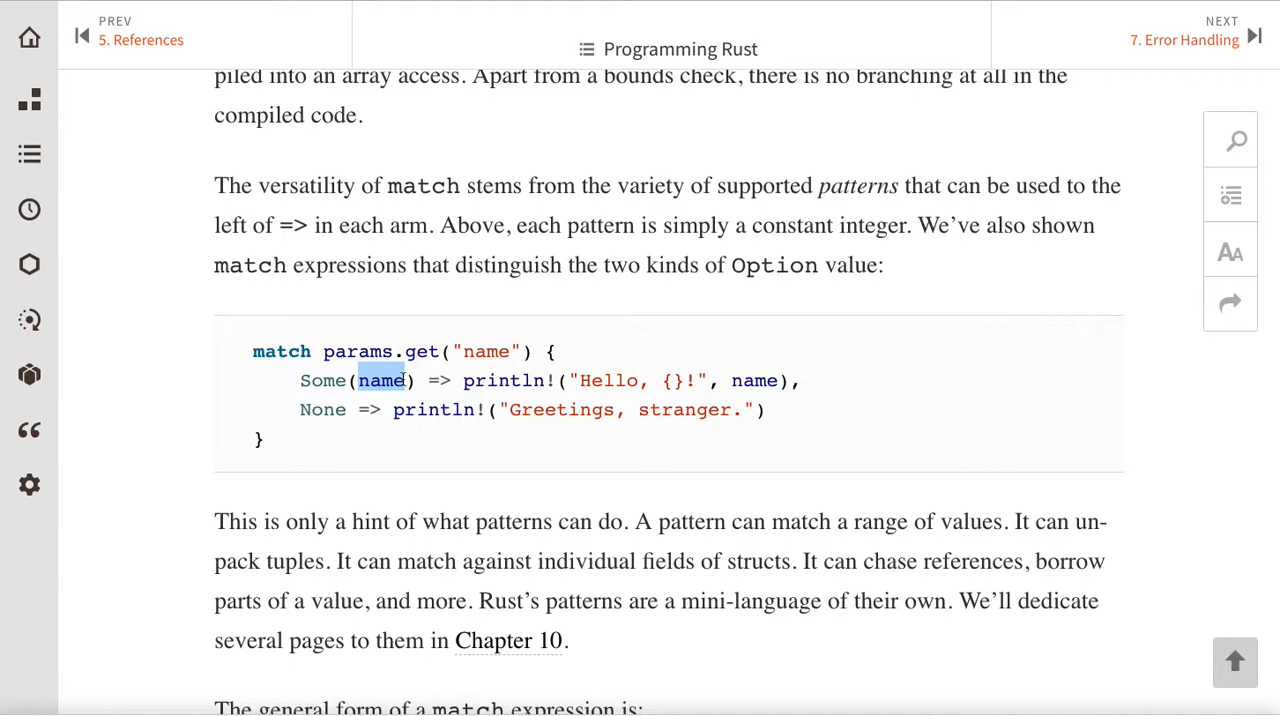 PREV
5. References
Programming Rust
NEXT
7. Error Handling
piled into an array access. Apart from a bounds check, there is no branching at all in the
compiled code.
The versatility of match stems from the variety of supported patterns that can be used to the
left of => in each arm. Above, each pattern is simply a constant integer. We’ve also shown
match expressions that distinguish the two kinds of Option value:
match params.get("name") {
    Some(name) => println!("Hello, {}!", name),
    None => println!("Greetings, stranger.")
}
This is only a hint of what patterns can do. A pattern can match a range of values. It can un-
pack tuples. It can match against individual fields of structs. It can chase references, borrow
parts of a value, and more. Rust’s patterns are a mini-language of their own. We’ll dedicate
several pages to them in Chapter 10.
The general form of a match expression is:
AA